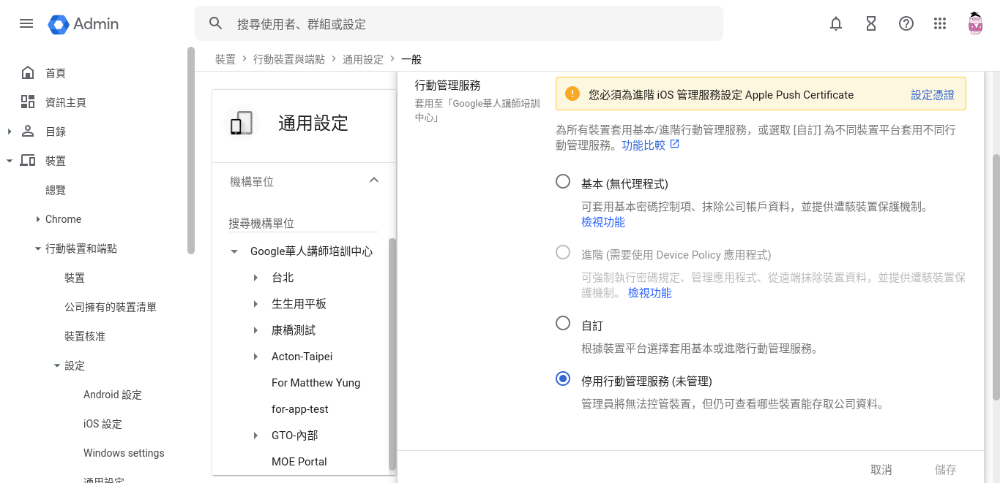 Admin
搜尋使用者、群組或設定
首頁
資訊主頁
目錄
裝置
總覽
Chrome
行動裝置和端點
裝置
公司擁有的裝置清單
裝置核准
設定
Android 設定
iOS 設定
Windows settings
通用設定
裝置 > 行動裝置與端點 > 通用設定 > 一般
通用設定
機構單位
搜尋機構單位
Google華人講師培訓中心
台北
生生用平板
康橋測試
Acton-Taipei
For Matthew Yung
for-app-test
GTO-內部
MOE Portal
行動管理服務
套用至「Google華人講師培訓
中心」
您必須為進階 iOS 管理服務設定 Apple Push Certificate 設定憑證
為所有裝置套用基本/進階行動管理服務，或選取 [自訂] 為不同裝置平台套用不同行
動管理服務。功能比較
基本 (無代理程式)
可套用基本密碼控制項、抹除公司帳戶資料，並提供遭駭裝置保護機制。
檢視功能
進階 (需要使用 Device Policy 應用程式)
可強制執行密碼規定、管理應用程式、從遠端抹除裝置資料，並提供遭駭裝置保
護機制。 檢視功能
自訂
根據裝置平台選擇套用基本或進階行動管理服務。
停用行動管理服務 (未管理)
管理員將無法控管裝置，但仍可查看哪些裝置能存取公司資料。
取消 儲存